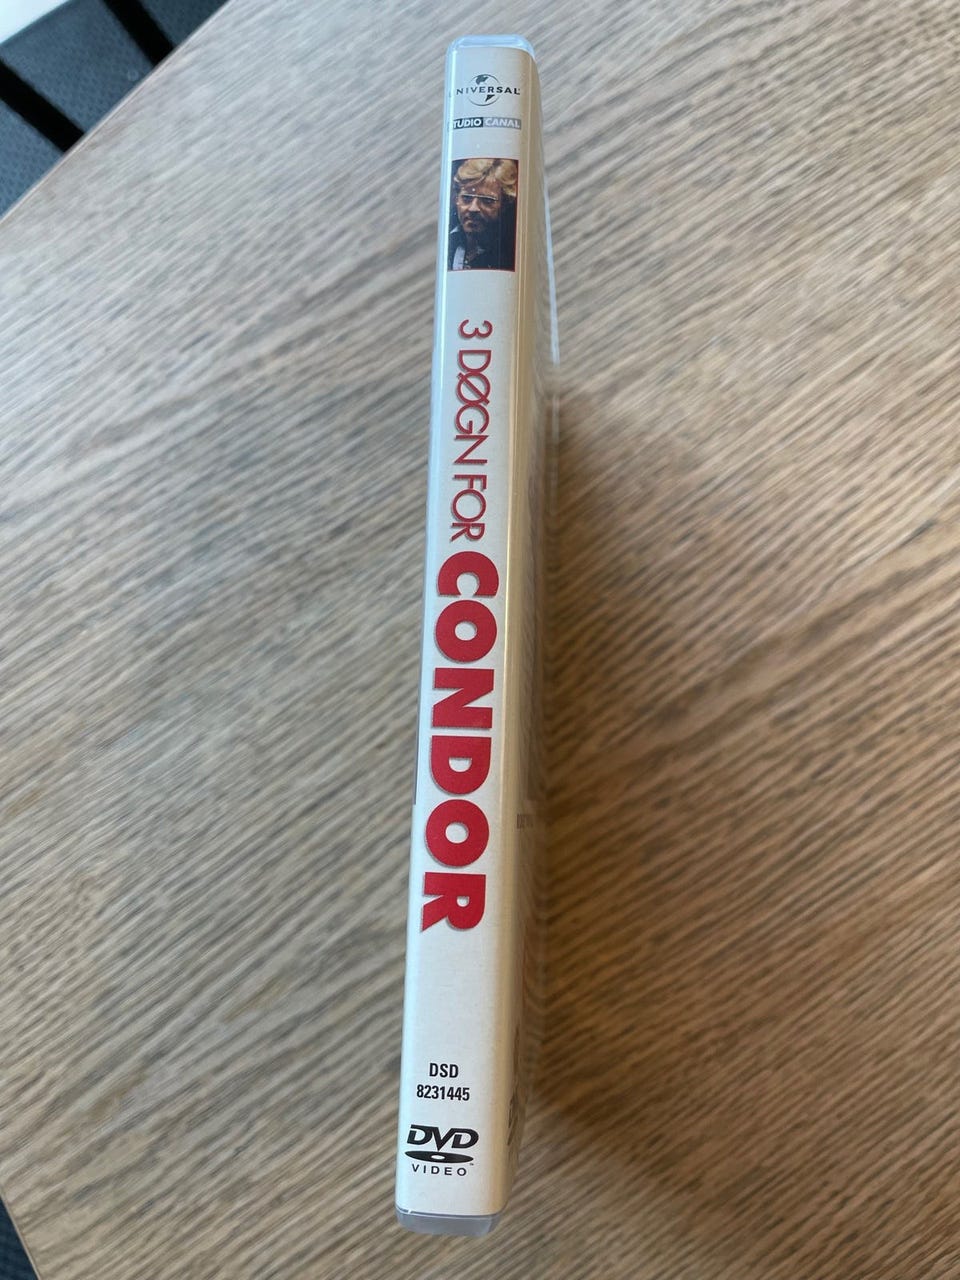 UNIVERSAL
STUDIO CANAL
3 DØGN FOR CONDOR
DSD
8231445
DVD
VIDEO